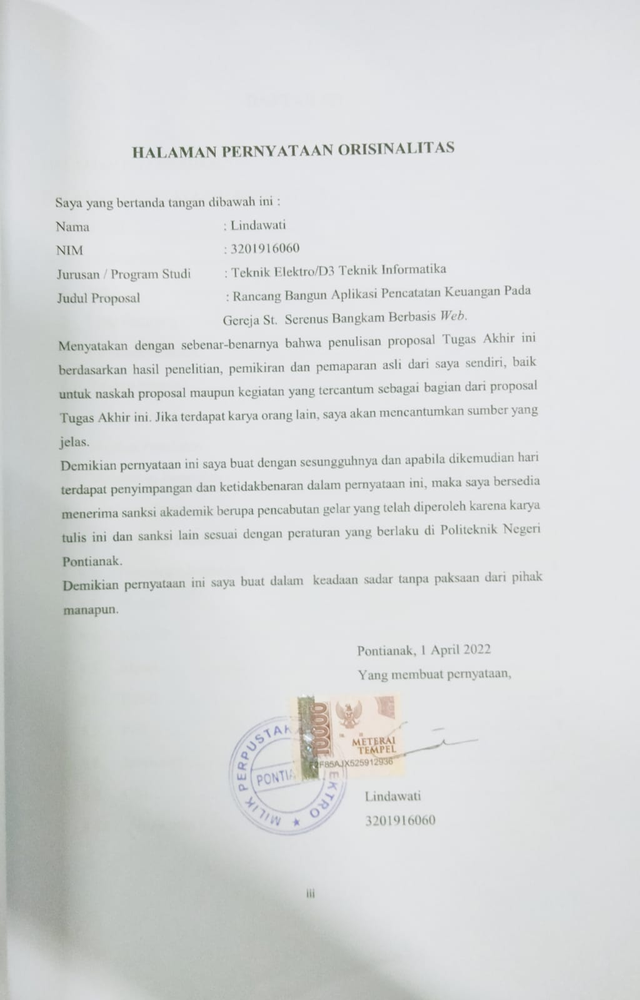 HALAMAN PERNYATAAN ORISINALITAS
Saya yang bertanda tangan dibawah ini :
Nama : Lindawati
NIM : 3201916060
Jurusan / Program Studi : Teknik Elektro/D3 Teknik Informatika
Judul Proposal : Rancang Bangun Aplikasi Pencatatan Keuangan Pada
Gereja St. Serenus Bangkam Berbasis Web.
Menyatakan dengan sebenar-benarnya bahwa penulisan proposal Tugas Akhir ini
berdasarkan hasil penelitian, pemikiran dan pemaparan asli dari saya sendiri, baik
untuk naskah proposal maupun kegiatan yang tercantum sebagai bagian dari proposal
Tugas Akhir ini. Jika terdapat karya orang lain, saya akan mencantumkan sumber yang
jelas.
Demikian pernyataan ini saya buat dengan sesungguhnya dan apabila dikemudian hari
terdapat penyimpangan dan ketidakbenaran dalam pernyataan ini, maka saya bersedia
menerima sanksi akademik berupa pencabutan gelar yang telah diperoleh karena karya
tulis ini dan sanksi lain sesuai dengan peraturan yang berlaku di Politeknik Negeri
Pontianak.
Demikian pernyataan ini saya buat dalam keadaan sadar tanpa paksaan dari pihak
manapun.
Pontianak, 1 April 2022
Yang membuat pernyataan,
10000
METERAI
TEMPEL
F2F85AJX525912936
MILIK PERPUSTAKA
EKTRO
PONTIA
Lindawati
3201916060
iii